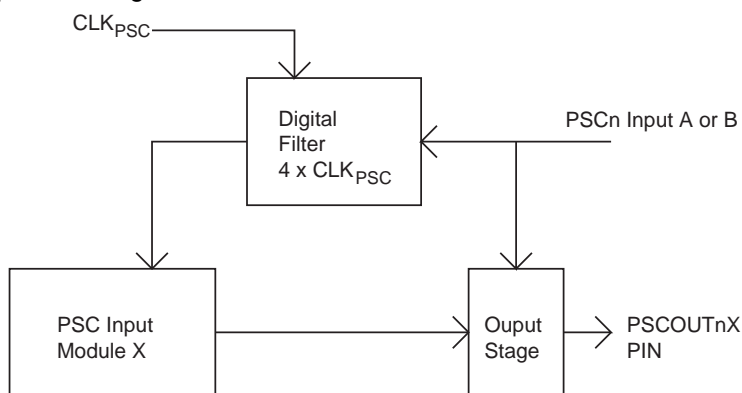 CLKPSC
Digital
Filter
4 x CLKPSC
PSCn Input A or B
PSC Input
Module X
Ouput
Stage
PSCOUTnX
PIN